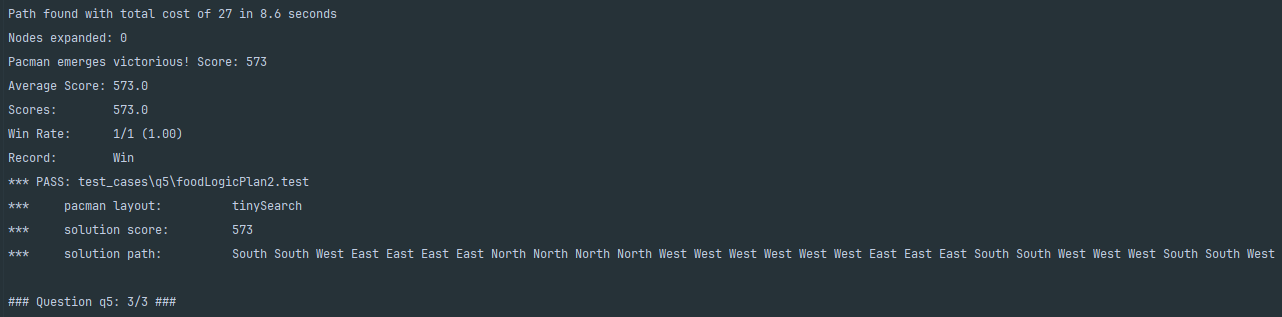 Path found with total cost of 27 in 8.6 seconds
Nodes expanded: 0
Pacman emerges victorious! Score: 573
Average Score: 573.0
Scores:        573.0
Win Rate:      1/1 (1.00)
Record:        Win
*** PASS: test_cases\q5\foodLogicPlan2.test
***     pacman layout:          tinySearch
***     solution score:         573
***     solution path:          South South West East East East East North North North North West West West West West West East East East South South West West West South South West
### Question q5: 3/3 ###